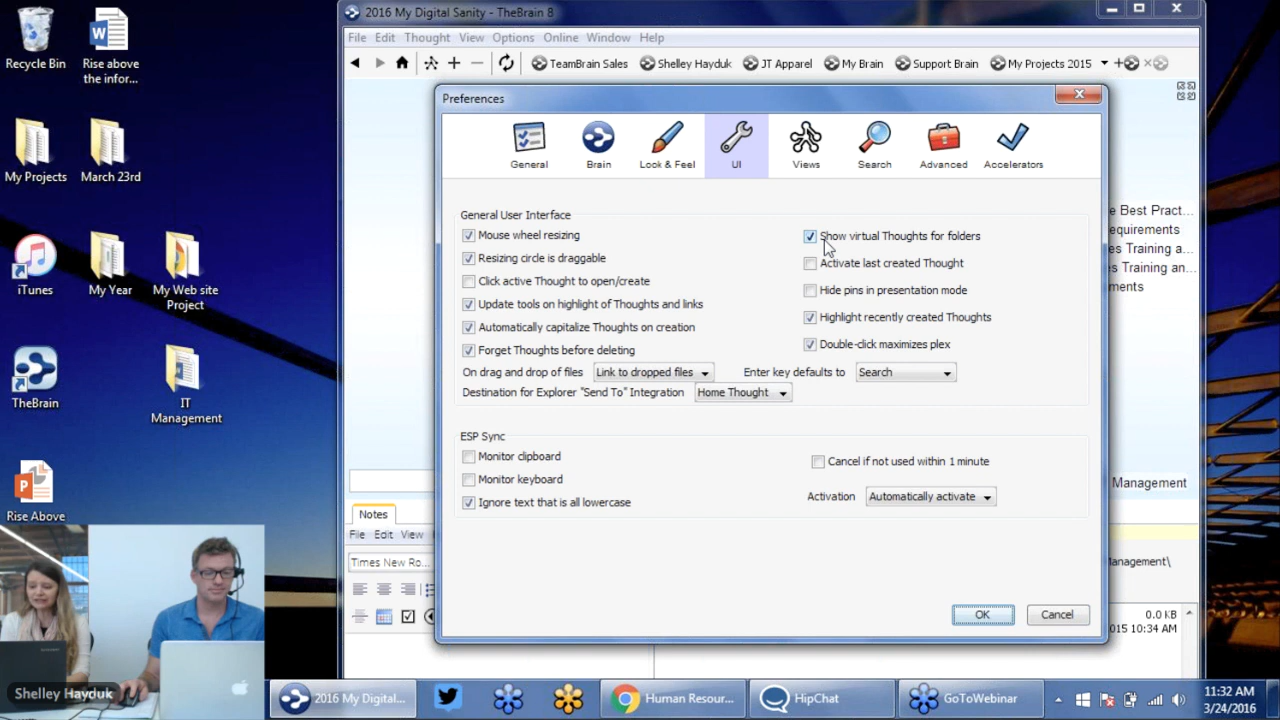 Recycle Bin
Rise above
the infor...
My Projects
March 23rd
iTunes
My Year
My Web site
Project
TheBrain
IT
Management
Rise Above
Shelley Hayduk
2016 My Digital Sanity - TheBrain 8
File Edit Thought View Options Online Window Help
TeamBrain Sales Shelley Hayduk JT Apparel My Brain Support Brain My Projects 2015
Preferences
General Brain Look & Feel UI Views Search Advanced Accelerators
General User Interface
Mouse wheel resizing
Resizing circle is draggable
Click active Thought to open/create
Update tools on highlight of Thoughts and links
Automatically capitalize Thoughts on creation
Forget Thoughts before deleting
Show virtual Thoughts for folders
Activate last created Thought
Hide pins in presentation mode
Highlight recently created Thoughts
Double-click maximizes plex
On drag and drop of files Link to dropped files Enter key defaults to Search
Destination for Explorer "Send To" Integration Home Thought
ESP Sync
Monitor clipboard
Monitor keyboard
Ignore text that is all lowercase
Cancel if not used within 1 minute
Activation Automatically activate
OK Cancel
e Best Pract...
equirements
es Training a...
es Training an...
ments
Management
Notes
File Edit View
Times New Ro...
anagement\
0.0 KB
015 10:34 AM
2016 My Digital... Human Resour... HipChat GoToWebinar
11:32 AM
3/24/2016